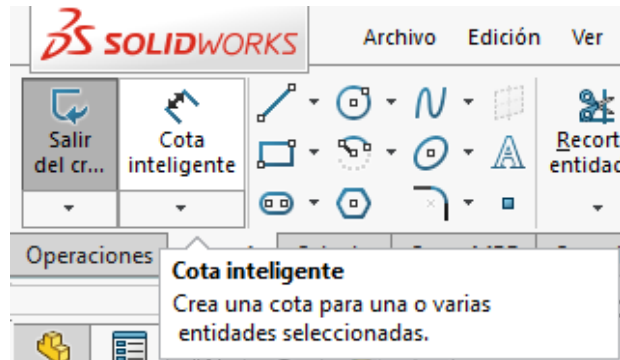 SOLIDWORKS
Archivo Edición Ver
Salir
del cr...
Cota
inteligente
A
Recort
entidad
Operaciones
Cota inteligente
Crea una cota para una o varias
entidades seleccionadas.